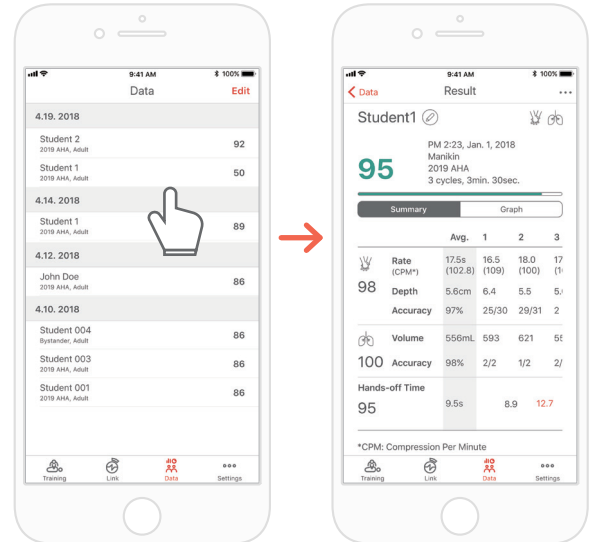 9:41 AM
100%
Data
Edit
4.19. 2018
Student 2
2019 AHA, Adult
92
Student 1
2019 AHA, Adult
50
4.14. 2018
Student 1
2019 AHA, Adult
89
4.12. 2018
John Doe
2019 AHA, Adult
86
4.10. 2018
Student 004
Bystander, Adult
86
Student 003
2019 AHA, Adult
86
Student 001
2019 AHA, Adult
86
Training Link Data Settings
9:41 AM
100%
Data
Result
Student1
95
PM 2:23, Jan. 1, 2018
Manikin
2019 AHA
3 cycles, 3min. 30sec.
Summary Graph
Avg. 1 2 3
98
Rate 17.5s 16.5 18.0 17
(CPM*) (102.8) (109) (100)
Depth 5.6cm 6.4 5.5 5.
Accuracy 97% 25/30 29/31 2
100
Volume 556mL 593 621
Accuracy 98% 2/2 1/2 2/
Hands-off Time
95 9.5s 8.9 12.7
*CPM: Compression Per Minute
Training Link Data Settings